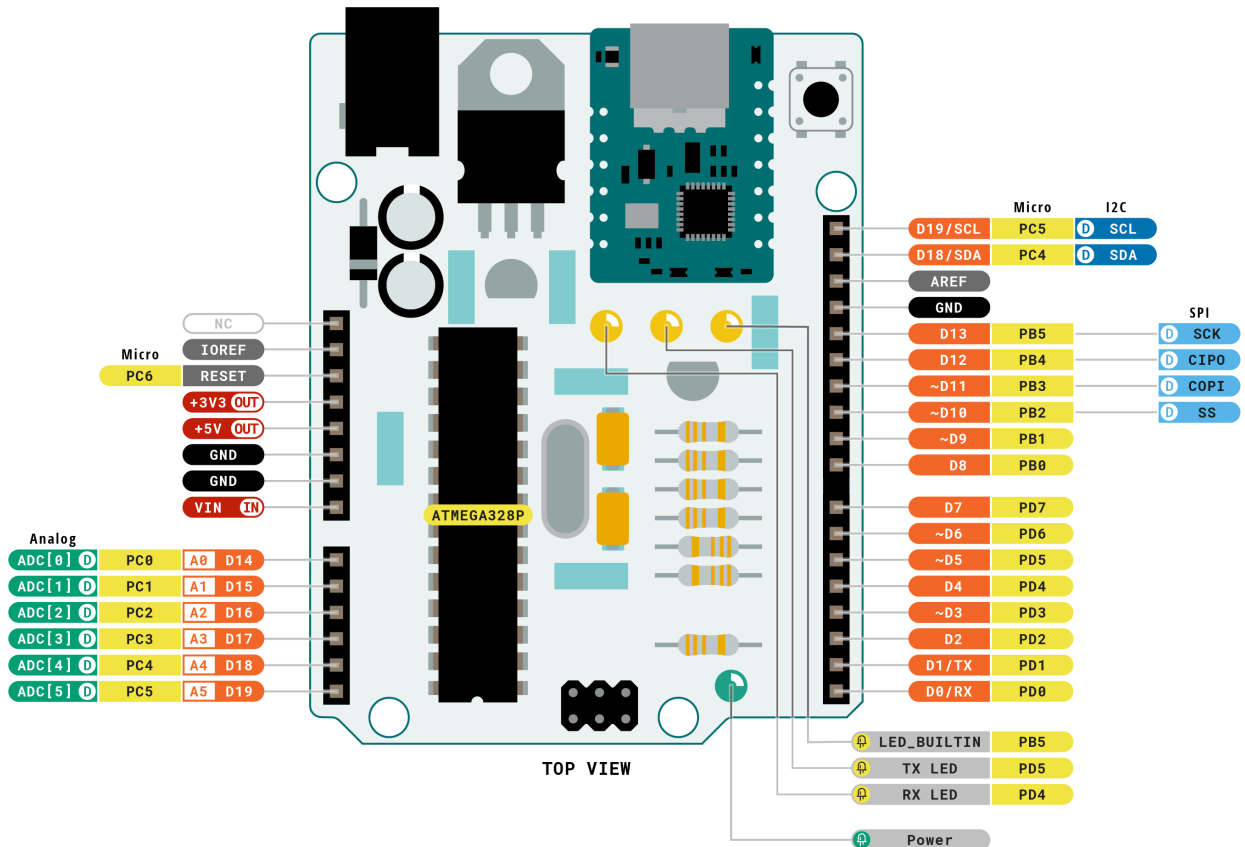 Micro I2C
D19/SCL PC5 D SCL
D18/SDA PC4 D SDA
AREF
GND
SPI
D13 PB5 D SCK
D12 PB4 D CIPO
~D11 PB3 D COPI
~D10 PB2 D SS
~D9 PB1
D8 PB0
D7 PD7
~D6 PD6
~D5 PD5
D4 PD4
~D3 PD3
D2 PD2
D1/TX PD1
D0/RX PD0
NC
IOREF
Micro
PC6 RESET
+3V3 OUT
+5V OUT
GND
GND
VIN IN
Analog
ADC[0] D PC0 A0 D14
ADC[1] D PC1 A1 D15
ADC[2] D PC2 A2 D16
ADC[3] D PC3 A3 D17
ADC[4] D PC4 A4 D18
ADC[5] D PC5 A5 D19
ATMEGA328P
LED_BUILTIN PB5
TX LED PD5
RX LED PD4
Power
TOP VIEW